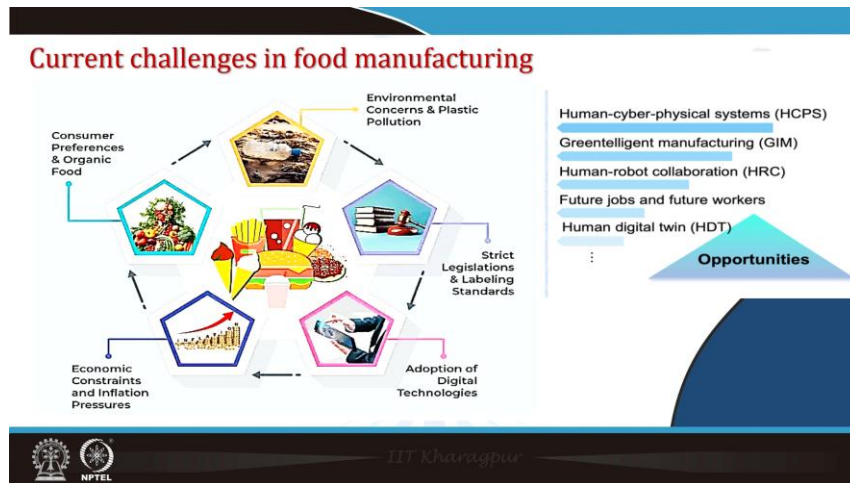 Current challenges in food manufacturing
Environmental
Concerns & Plastic
Pollution
Consumer
Preferences
& Organic
Food
Strict
Legislations
& Labeling
Standards
Economic
Constraints
and Inflation
Pressures
Adoption of
Digital
Technologies
Human-cyber-physical systems (HCPS)
Greentelligent manufacturing (GIM)
Human-robot collaboration (HRC)
Future jobs and future workers
Human digital twin (HDT)
⋮
Opportunities
NPTEL
IIT Kharagpur